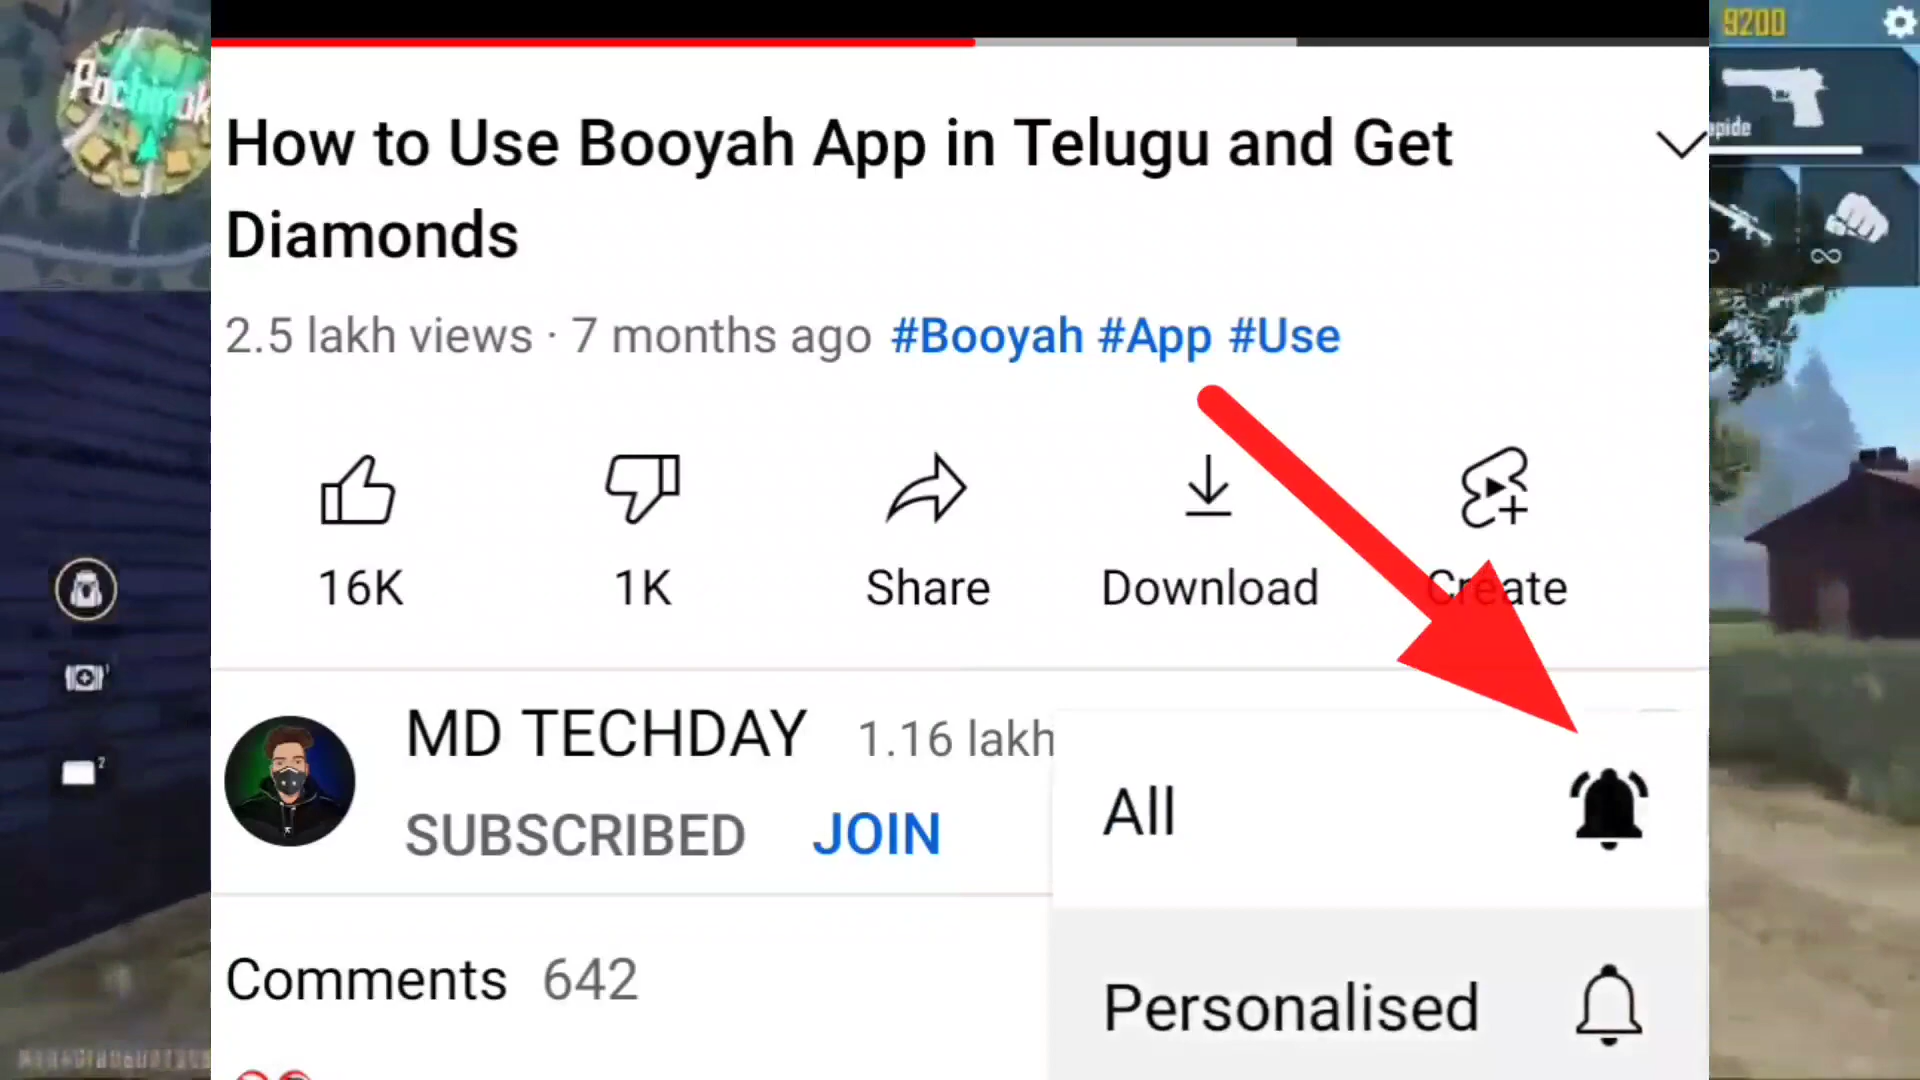 9200
How to Use Booyah App in Telugu and Get
Diamonds
2.5 lakh views · 7 months ago #Booyah #App #Use
16K
1K
Share
Download
Create
MD TECHDAY 1.16 lakh
SUBSCRIBED JOIN
All
Comments 642
Personalised